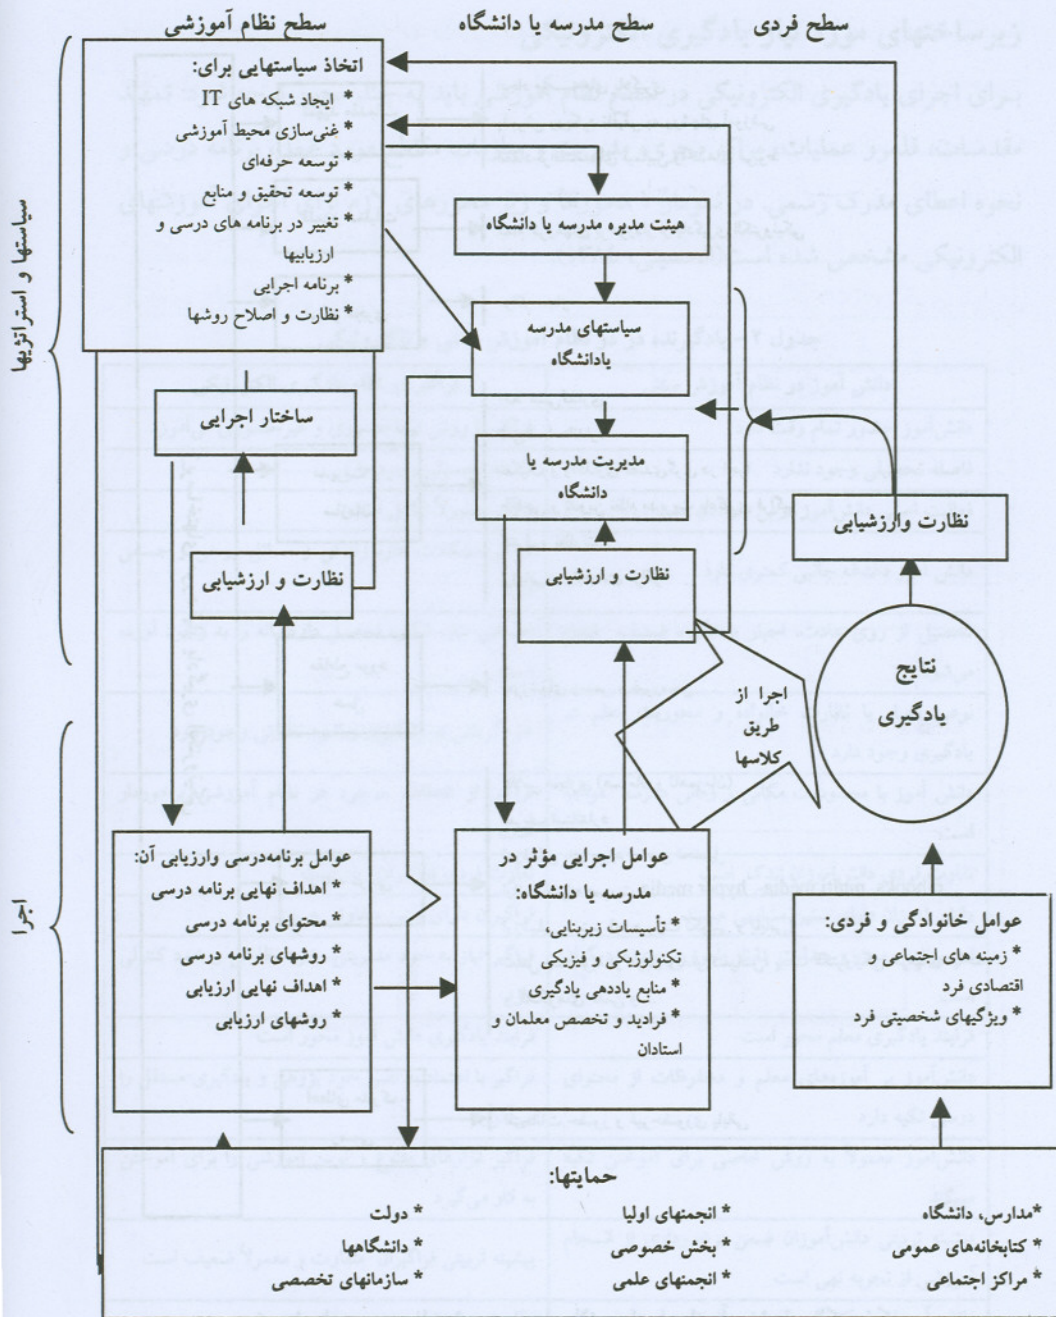 سطح فردی
سطح مدرسه یا دانشگاه
سطح نظام آموزشی
اتخاذ سیاستهایی برای:
* ایجاد شبکه های IT
* غنی‌سازی محیط آموزشی
* توسعه حرفه‌ای
* توسعه تحقیق و منابع
* تغییر در برنامه‌های درسی و
ارزیابیها
* برنامه اجرایی
* نظارت و اصلاح روشها
ساختار اجرایی
نظارت و ارزشیابی
هیئت مدیره مدرسه یا دانشگاه
سیاستهای مدرسه
یادانشگاه
مدیریت مدرسه یا
دانشگاه
نظارت و ارزشیابی
نظارت وارزشیابی
نتایج
یادگیری
اجرا از
طریق
کلاسها
سیاستها و استراتژیها
اجرا
عوامل برنامه‌درسی وارزیابی آن:
* اهداف نهایی برنامه درسی
* محتوای برنامه درسی
* روشهای برنامه درسی
* اهداف نهایی ارزیابی
* روشهای ارزیابی
عوامل اجرایی مؤثر در
مدرسه یا دانشگاه:
* تأسیسات زیربنایی،
تکنرلوژیکی و فیزیکی
* منابع یاددهی یادگیری
* فرادید و تخصص معلمان و
استادان
عوامل خانوادگی و فردی:
* زمینه های اجتماعی و
اقتصادی فرد
* ویژگیهای شخصیتی فرد
حمایتها:
*مدارس، دانشگاه
* انجمنهای اولیا
* دولت
* کتابخانه‌های عمومی
* بخش خصوصی
* دانشگاهها
* مراکز اجتماعی
* انجمنهای علمی
* سازمانهای تخصصی